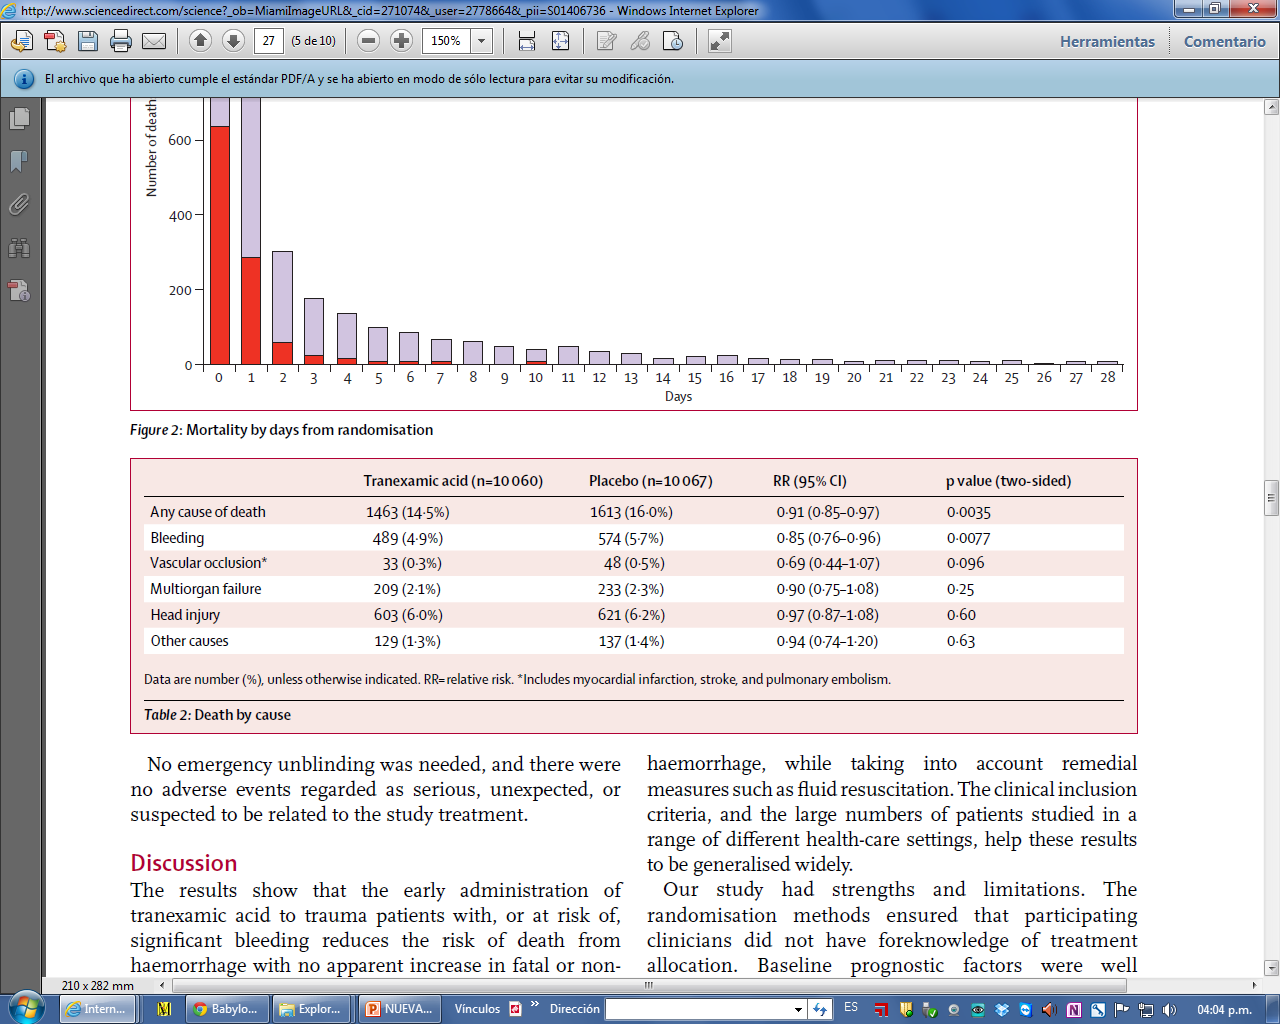 http://www.sciencedirect.com/science?_ob=MiamiImageURL&_cid=271074&_user=2778664&_pii=S01406736 - Windows Internet Explorer
27 (5 de 10) 150% Herramientas Comentario
El archivo que ha abierto cumple el estándar PDF/A y se ha abierto en modo de sólo lectura para evitar su modificación.
Number of death
600
400
200
0
0 1 2 3 4 5 6 7 8 9 10 11 12 13 14 15 16 17 18 19 20 21 22 23 24 25 26 27 28
Days
Figure 2: Mortality by days from randomisation
Tranexamic acid (n=10 060) Placebo (n=10 067) RR (95% CI) p value (two-sided)
Any cause of death 1463 (14·5%) 1613 (16·0%) 0·91 (0·85–0·97) 0·0035
Bleeding 489 (4·9%) 574 (5·7%) 0·85 (0·76–0·96) 0·0077
Vascular occlusion* 33 (0·3%) 48 (0·5%) 0·69 (0·44–1·07) 0·096
Multiorgan failure 209 (2·1%) 233 (2·3%) 0·90 (0·75–1·08) 0·25
Head injury 603 (6·0%) 621 (6·2%) 0·97 (0·87–1·08) 0·60
Other causes 129 (1·3%) 137 (1·4%) 0·94 (0·74–1·20) 0·63
Data are number (%), unless otherwise indicated. RR=relative risk. *Includes myocardial infarction, stroke, and pulmonary embolism.
Table 2: Death by cause
No emergency unblinding was needed, and there were
no adverse events regarded as serious, unexpected, or
suspected to be related to the study treatment.
Discussion
The results show that the early administration of
tranexamic acid to trauma patients with, or at risk of,
significant bleeding reduces the risk of death from
haemorrhage with no apparent increase in fatal or non-
haemorrhage, while taking into account remedial
measures such as fluid resuscitation. The clinical inclusion
criteria, and the large numbers of patients studied in a
range of different health-care settings, help these results
to be generalised widely.
Our study had strengths and limitations. The
randomisation methods ensured that participating
clinicians did not have foreknowledge of treatment
allocation. Baseline prognostic factors were well
210 x 282 mm
Intern... Babylo... Explor... NUEVA... Vínculos » Dirección ES 04:04 p.m.